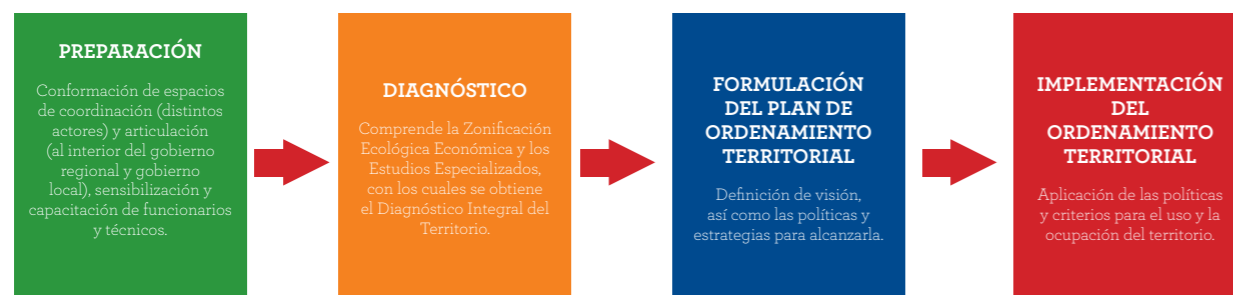 PREPARACIÓN
Conformación de espacios
de coordinación (distintos
actores) y articulación
(al interior del gobierno
regional y gobierno
local), sensibilización y
capacitación de funcionarios
y técnicos.
DIAGNÓSTICO
Comprende la Zonificación
Ecológica Económica y los
Estudios Especializados,
con los cuales se obtiene
el Diagnóstico Integral del
Territorio.
FORMULACIÓN
DEL PLAN DE
ORDENAMIENTO
TERRITORIAL
Definición de visión,
así como las políticas y
estrategias para alcanzarla.
IMPLEMENTACIÓN
DEL
ORDENAMIENTO
TERRITORIAL
Aplicación de las políticas
y criterios para el uso y la
ocupación del territorio.